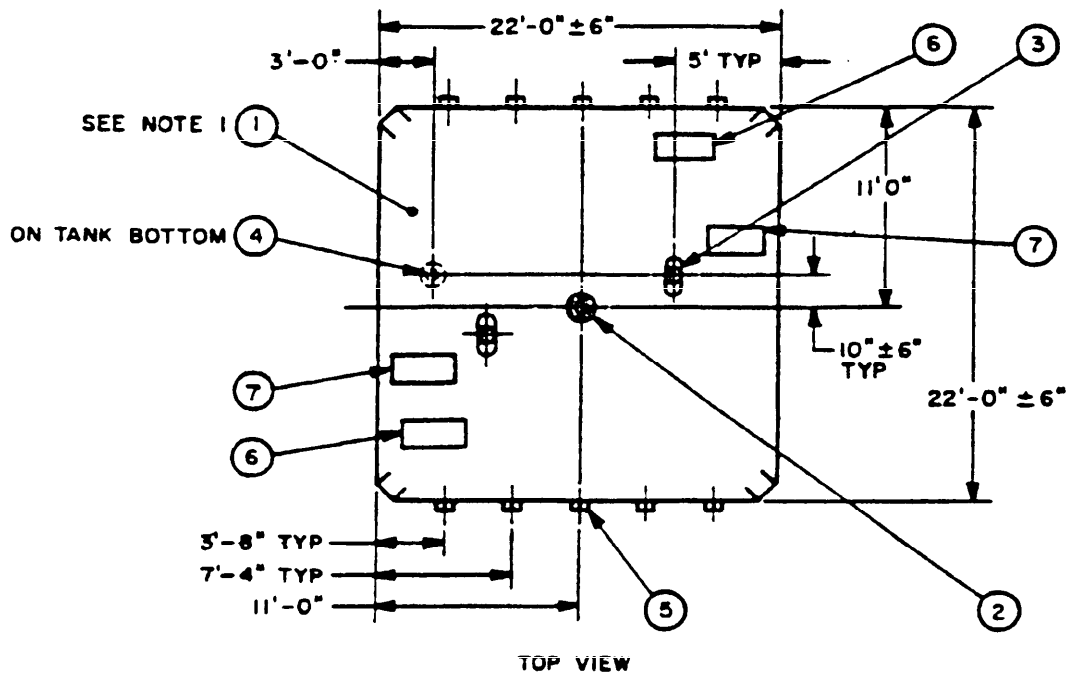 22'-0" ±6"
3'-0"
5' TYP
6
3
SEE NOTE 1 1
11'0"
ON TANK BOTTOM 4
7
10" ±6"
TYP
7
22'-0" ±6"
6
3'-8" TYP
7'-4" TYP
11'-0"
5
2
TOP VIEW